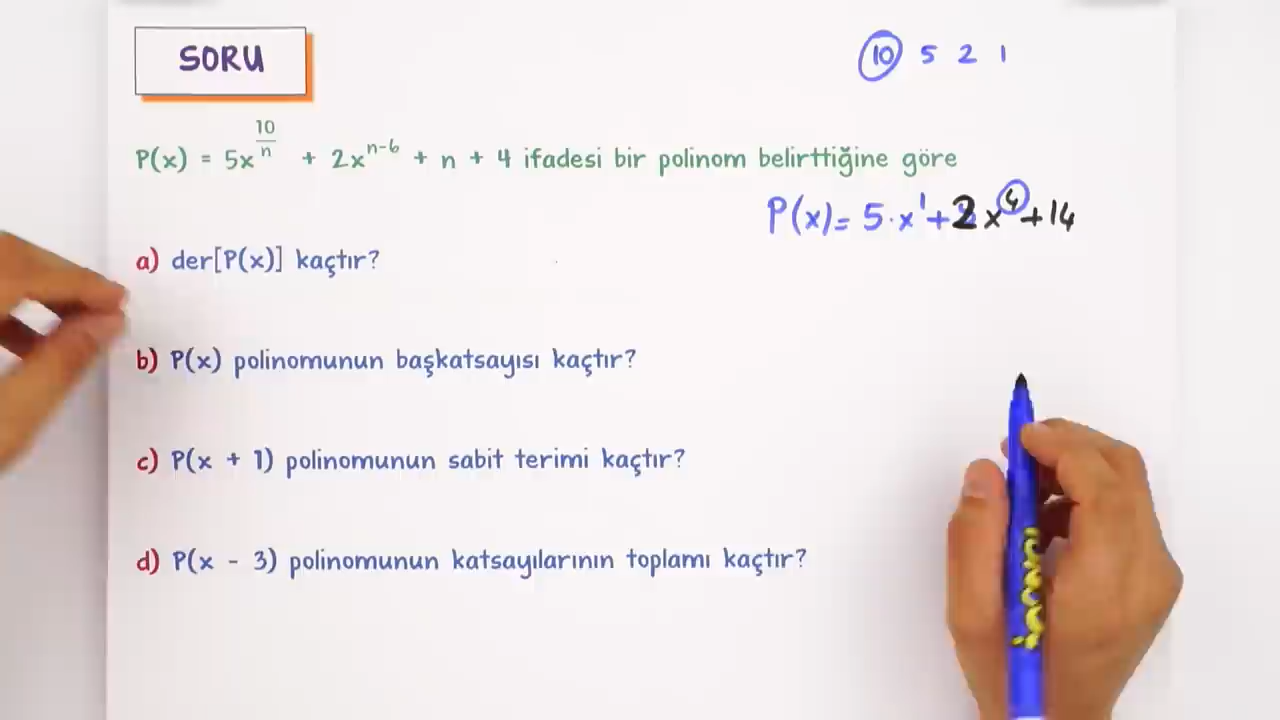 SORU
10 5 2 1
P(x) = 5x^(10/n) + 2x^(n-6) + n + 4 ifadesi bir polinom belirttiğine göre
P(x)= 5·x¹+2x⁴+14
a) der[P(x)] kaçtır?
b) P(x) polinomunun başkatsayısı kaçtır?
c) P(x + 1) polinomunun sabit terimi kaçtır?
d) P(x - 3) polinomunun katsayılarının toplamı kaçtır?